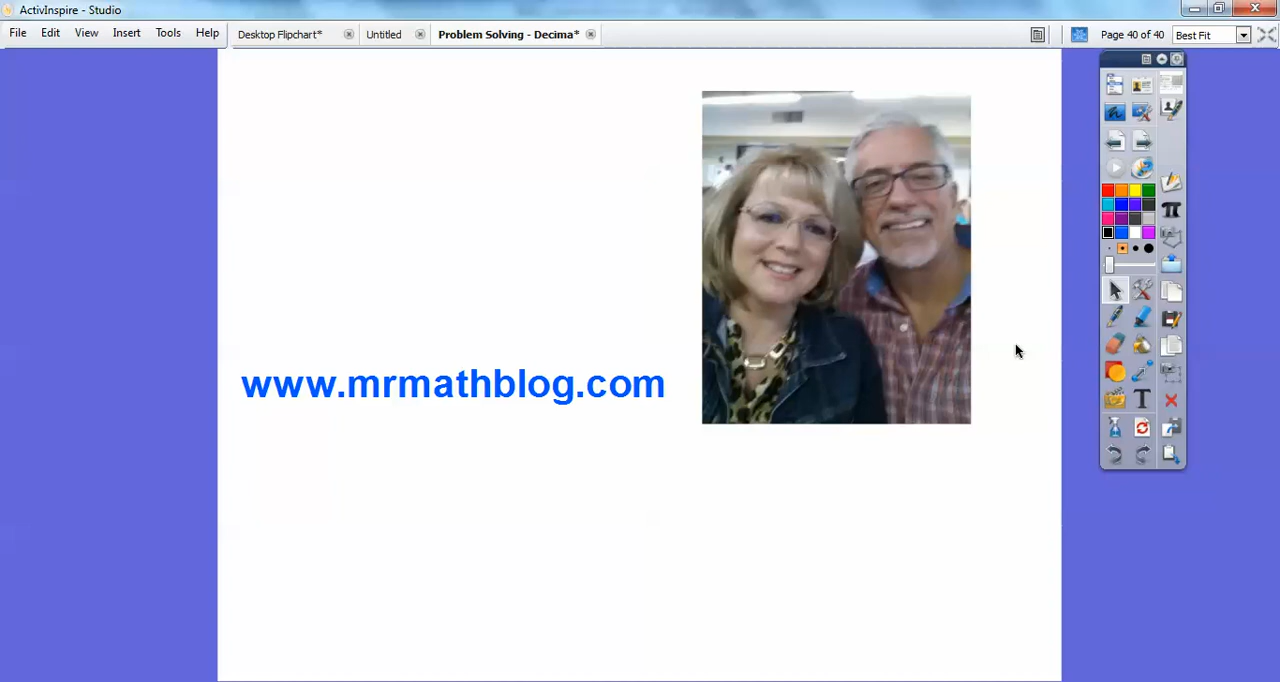 ActivInspire - Studio
File Edit View Insert Tools Help
Desktop Flipchart* Untitled Problem Solving - Decima* Page 40 of 40 Best Fit
www.mrmathblog.com